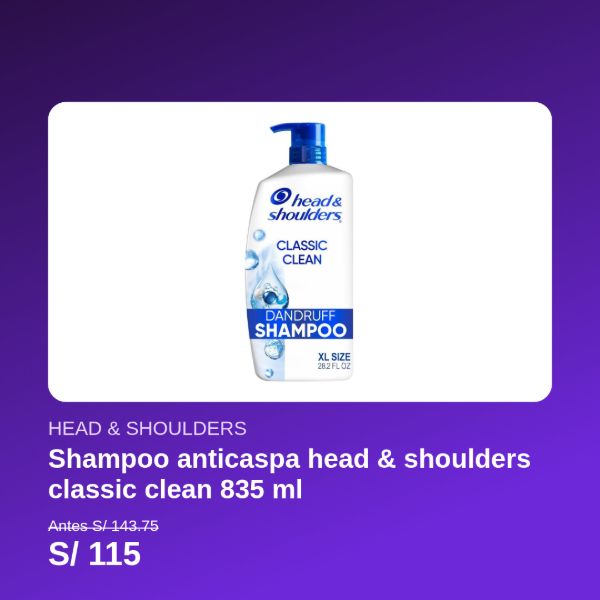 head &
shoulders
CLASSIC
CLEAN
DANDRUFF
SHAMPOO
XL SIZE
28.2 FL OZ
HEAD & SHOULDERS
Shampoo anticaspa head & shoulders
classic clean 835 ml
Antes S/ 143.75
S/ 115